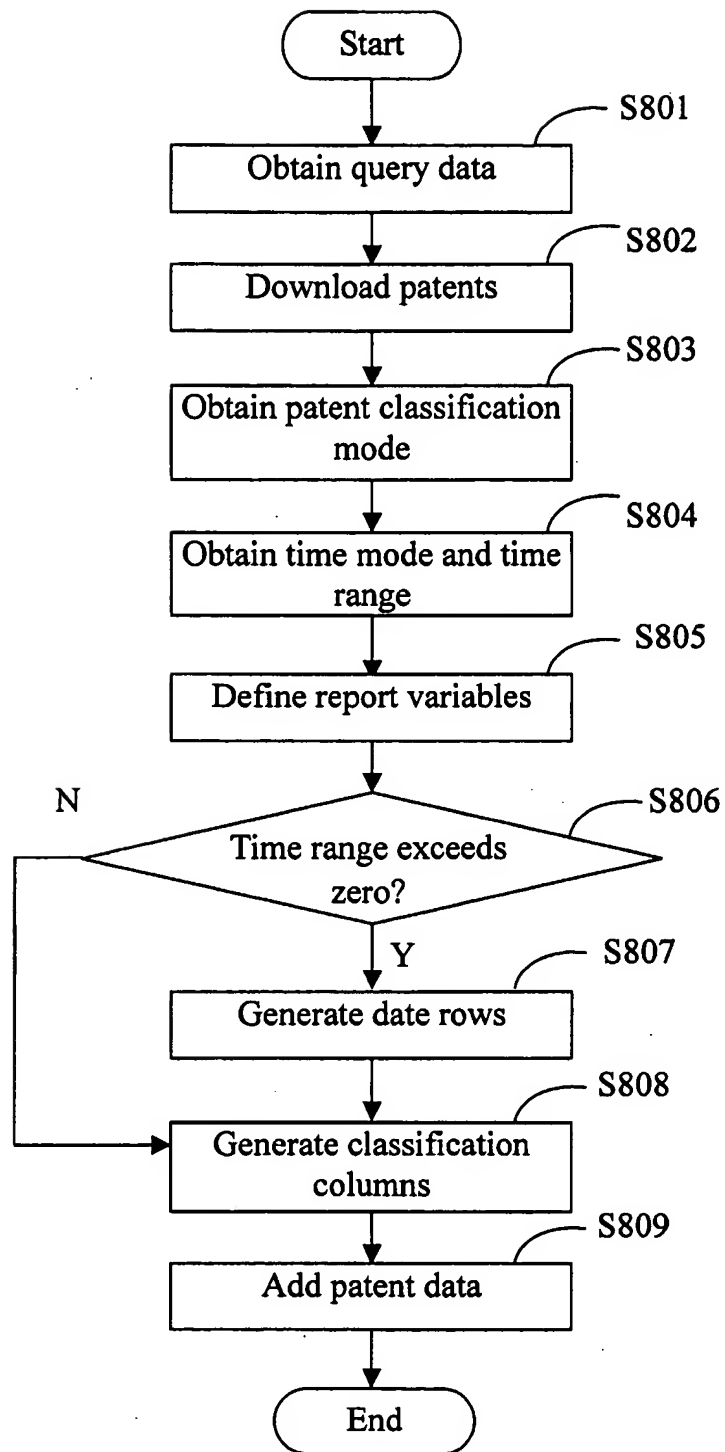 Start
S801
Obtain query data
S802
Download patents
S803
Obtain patent classification
mode
S804
Obtain time mode and time
range
S805
Define report variables
N
S806
Time range exceeds
zero?
Y
S807
Generate date rows
S808
Generate classification
columns
S809
Add patent data
End